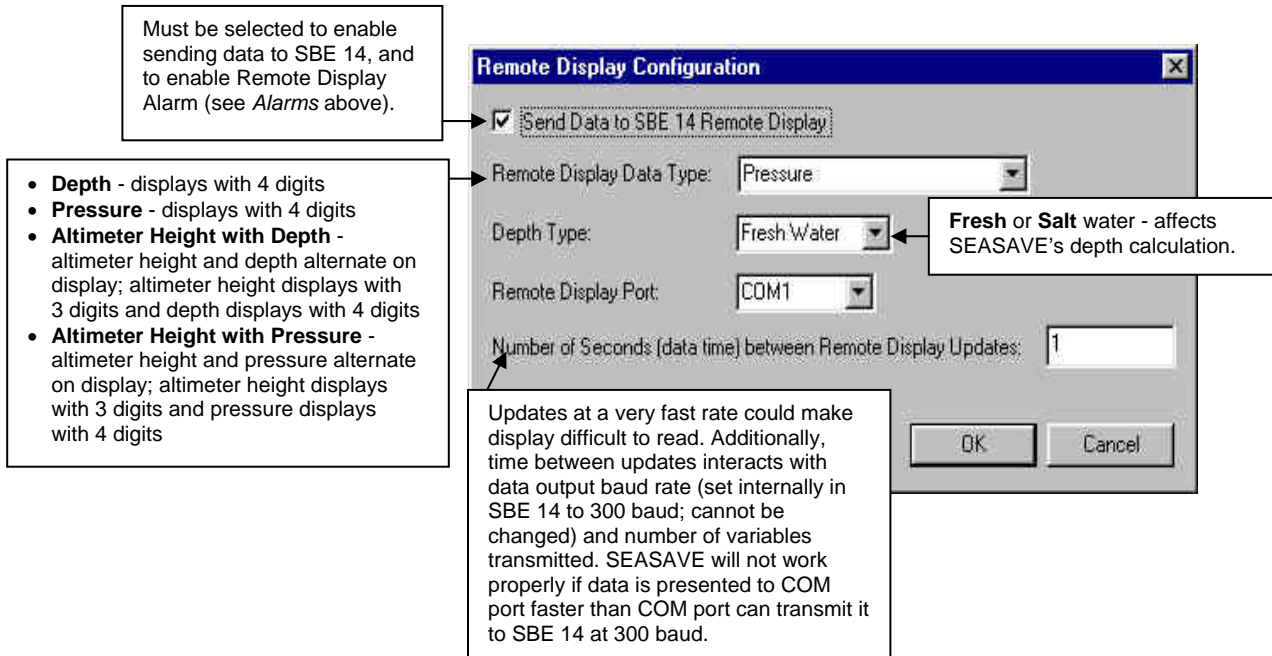 Must be selected to enable
sending data to SBE 14, and
to enable Remote Display
Alarm (see Alarms above).
Remote Display Configuration
Send Data to SBE 14 Remote Display
Remote Display Data Type: Pressure
• Depth - displays with 4 digits
• Pressure - displays with 4 digits
• Altimeter Height with Depth -
altimeter height and depth alternate on
display; altimeter height displays with
3 digits and depth displays with 4 digits
• Altimeter Height with Pressure -
altimeter height and pressure alternate
on display; altimeter height displays
with 3 digits and pressure displays
with 4 digits
Depth Type: Fresh Water
Fresh or Salt water - affects
SEASAVE's depth calculation.
Remote Display Port: COM1
Number of Seconds (data time) between Remote Display Updates: 1
Updates at a very fast rate could make
display difficult to read. Additionally,
time between updates interacts with
data output baud rate (set internally in
SBE 14 to 300 baud; cannot be
changed) and number of variables
transmitted. SEASAVE will not work
properly if data is presented to COM
port faster than COM port can transmit it
to SBE 14 at 300 baud.
OK Cancel